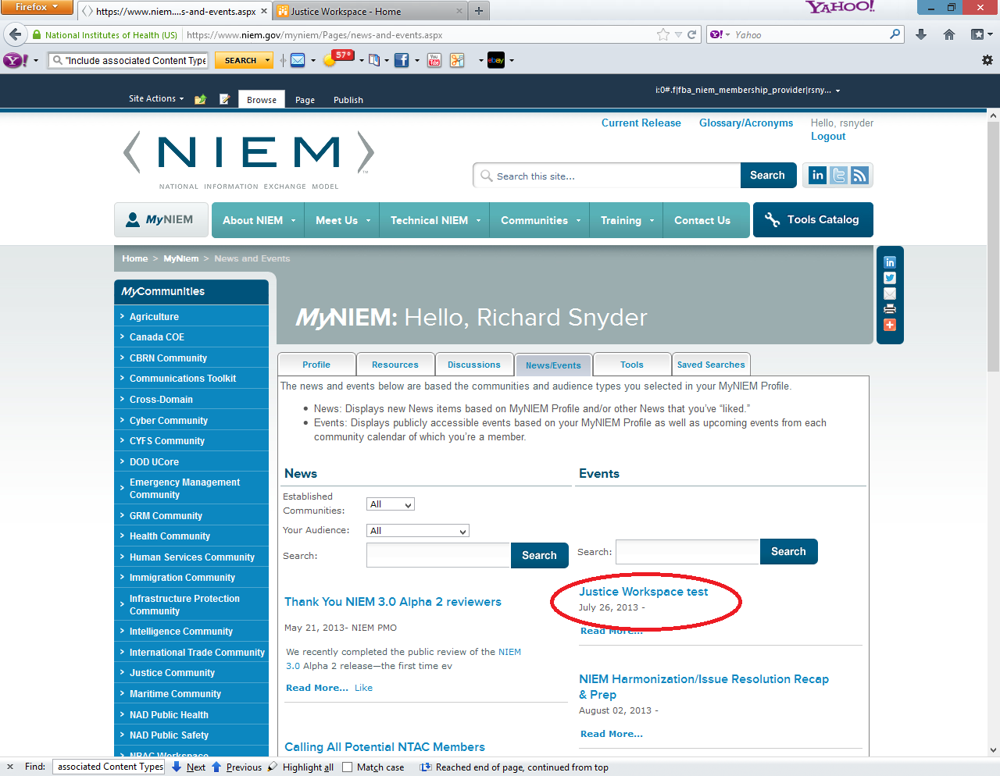 Firefox
https://www.niem....s-and-events.aspx
Justice Workspace - Home
YAHOO!
National Institutes of Health (US)
https://www.niem.gov/myniem/Pages/news-and-events.aspx
Yahoo
"Include associated Content Type
SEARCH
57°
You Tube
ebay
Site Actions
Browse
Page
Publish
i:0#.f|fba_niem_membership_provider|rsny...
Current Release
Glossary/Acronyms
Hello, rsnyder
Logout
NIEM
TM
NATIONAL INFORMATION EXCHANGE MODEL
Search this site...
Search
MyNIEM
About NIEM
Meet Us
Technical NIEM
Communities
Training
Contact Us
Tools Catalog
Home > MyNiem > News and Events
MyCommunities
Agriculture
Canada COE
CBRN Community
Communications Toolkit
Cross-Domain
Cyber Community
CYFS Community
DOD UCore
Emergency Management
Community
GRM Community
Health Community
Human Services Community
Immigration Community
Infrastructure Protection
Community
Intelligence Community
International Trade Community
Justice Community
Maritime Community
NAD Public Health
NAD Public Safety
NBAC Workspace
MyNIEM: Hello, Richard Snyder
Profile
Resources
Discussions
News/Events
Tools
Saved Searches
The news and events below are based the communities and audience types you selected in your MyNIEM Profile.
• News: Displays new News items based on MyNIEM Profile and/or other News that you've “liked.”
• Events: Displays publicly accessible events based on your MyNIEM Profile as well as upcoming events from each
community calendar of which you're a member.
News
Established
Communities:
All
Your Audience:
All
Search:
Search
Thank You NIEM 3.0 Alpha 2 reviewers
May 21, 2013- NIEM PMO
We recently completed the public review of the NIEM
3.0 Alpha 2 release—the first time ev
Read More... Like
Calling All Potential NTAC Members
Events
Search:
Search
Justice Workspace test
July 26, 2013 -
Read More...
NIEM Harmonization/Issue Resolution Recap
& Prep
August 02, 2013 -
Read More...
Find:
associated Content Types
Next
Previous
Highlight all
Match case
Reached end of page, continued from top